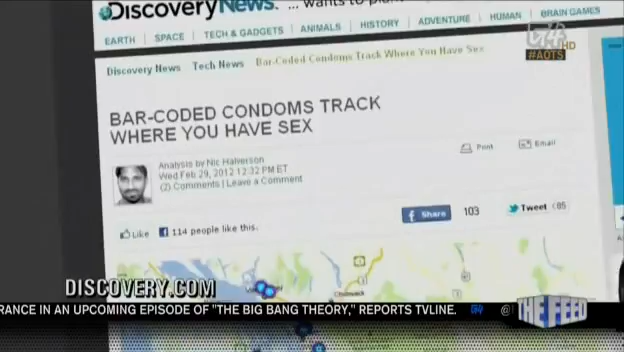 DiscoveryNews. ... wants to
EARTH SPACE TECH & GADGETS ANIMALS HISTORY ADVENTURE HUMAN BRAIN GAMES
G4 HD
#AOTS
Discovery News Tech News Bar-Coded Condoms Track Where You Have Sex
BAR-CODED CONDOMS TRACK
WHERE YOU HAVE SEX
Print Email
Analysis by Nic Halverson
Wed Feb 29, 2012 12:32 PM ET
(2) Comments | Leave a Comment
Share 103 Tweet 85
Like 114 people like this.
DISCOVERY.COM
RANCE IN AN UPCOMING EPISODE OF "THE BIG BANG THEORY," REPORTS TVLINE. G4 @ THE FEED